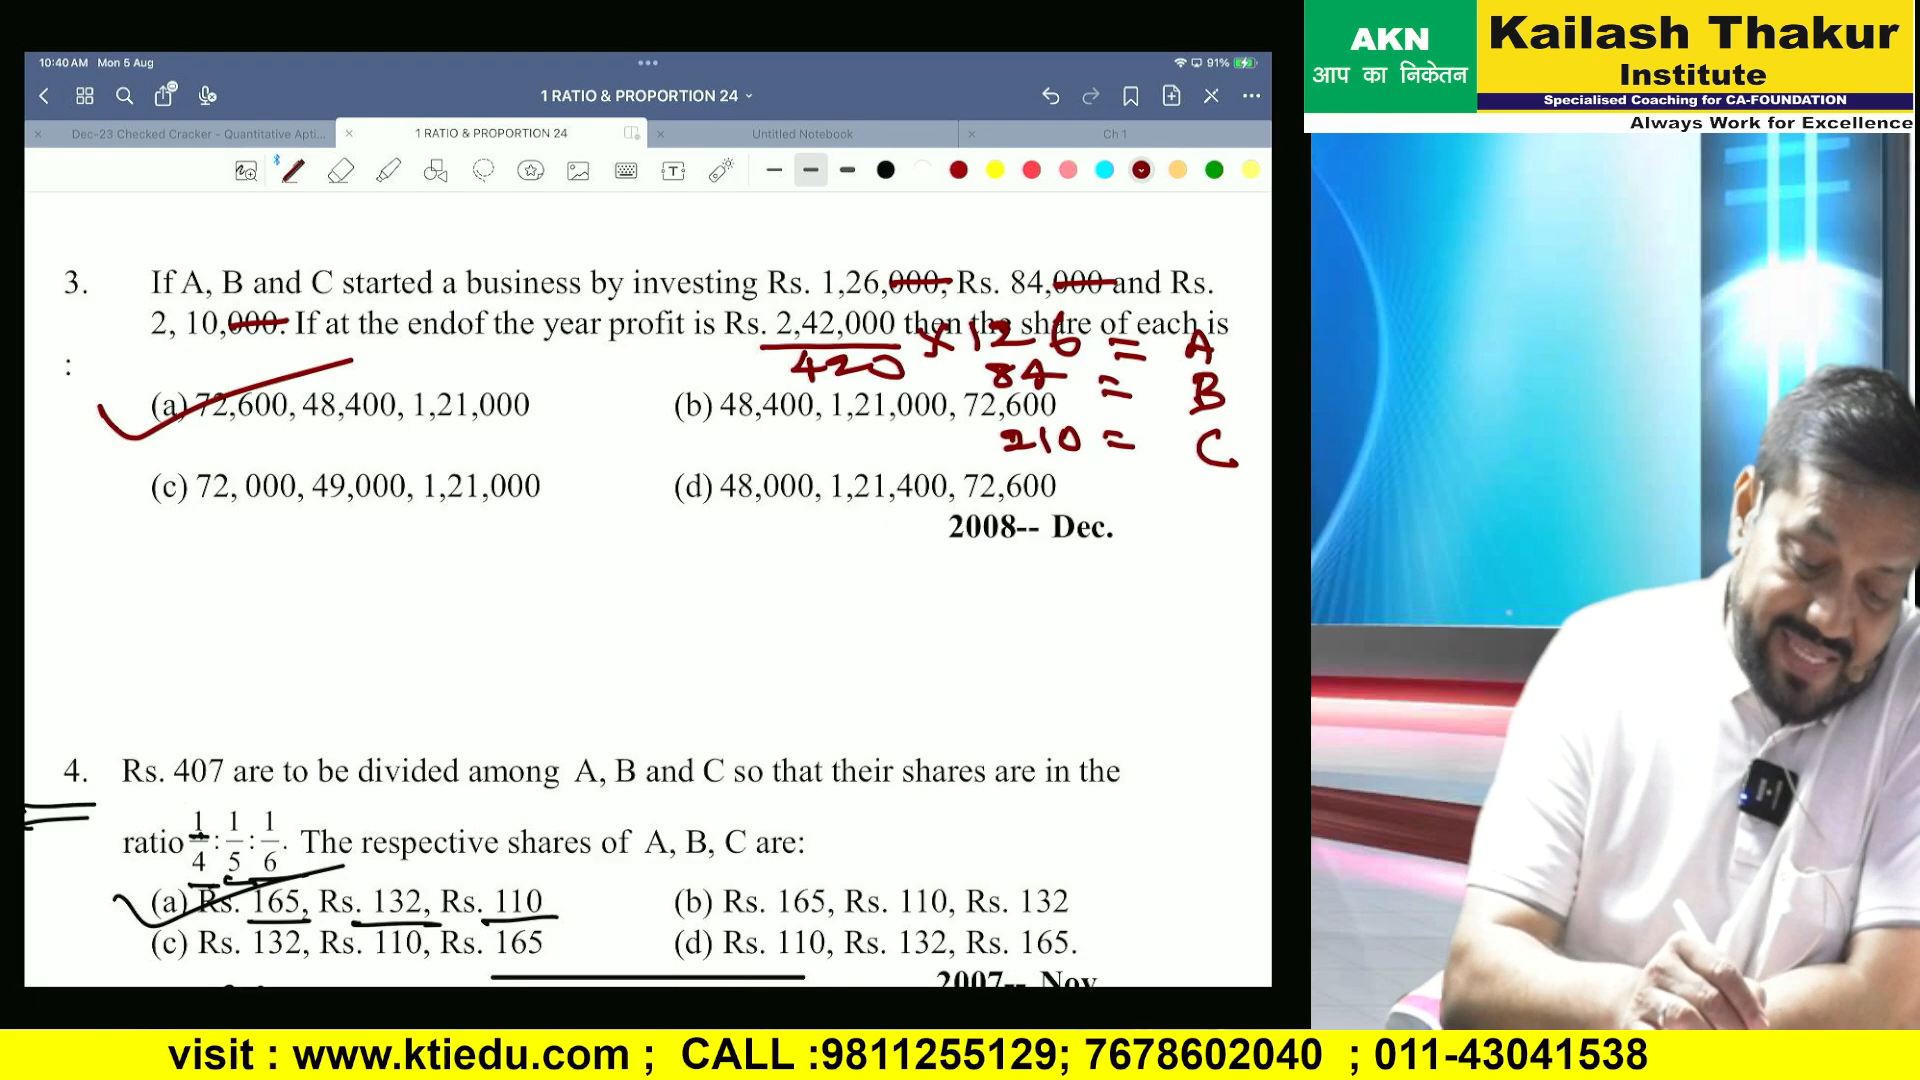 AKN
आप का निकेतन
Kailash Thakur
Institute
Specialised Coaching for CA-FOUNDATION
Always Work for Excellence
10:40 AM Mon 5 Aug
91%
1 RATIO & PROPORTION 24
Dec-23 Checked Cracker - Quantitative Apti...
1 RATIO & PROPORTION 24
Untitled Notebook
Ch 1
3. If A, B and C started a business by investing Rs. 1,26,000, Rs. 84,000 and Rs.
2, 10,000. If at the endof the year profit is Rs. 2,42,000 then the share of each is
:
× 126 = A
420
84 = B
210 = C
(a) 72,600, 48,400, 1,21,000 (b) 48,400, 1,21,000, 72,600
(c) 72, 000, 49,000, 1,21,000 (d) 48,000, 1,21,400, 72,600
2008-- Dec.
4. Rs. 407 are to be divided among A, B and C so that their shares are in the
ratio 1/4 : 1/5 : 1/6. The respective shares of A, B, C are:
(a) Rs. 165, Rs. 132, Rs. 110 (b) Rs. 165, Rs. 110, Rs. 132
(c) Rs. 132, Rs. 110, Rs. 165 (d) Rs. 110, Rs. 132, Rs. 165.
2007-- Nov
visit : www.ktiedu.com ; CALL :9811255129; 7678602040 ; 011-43041538